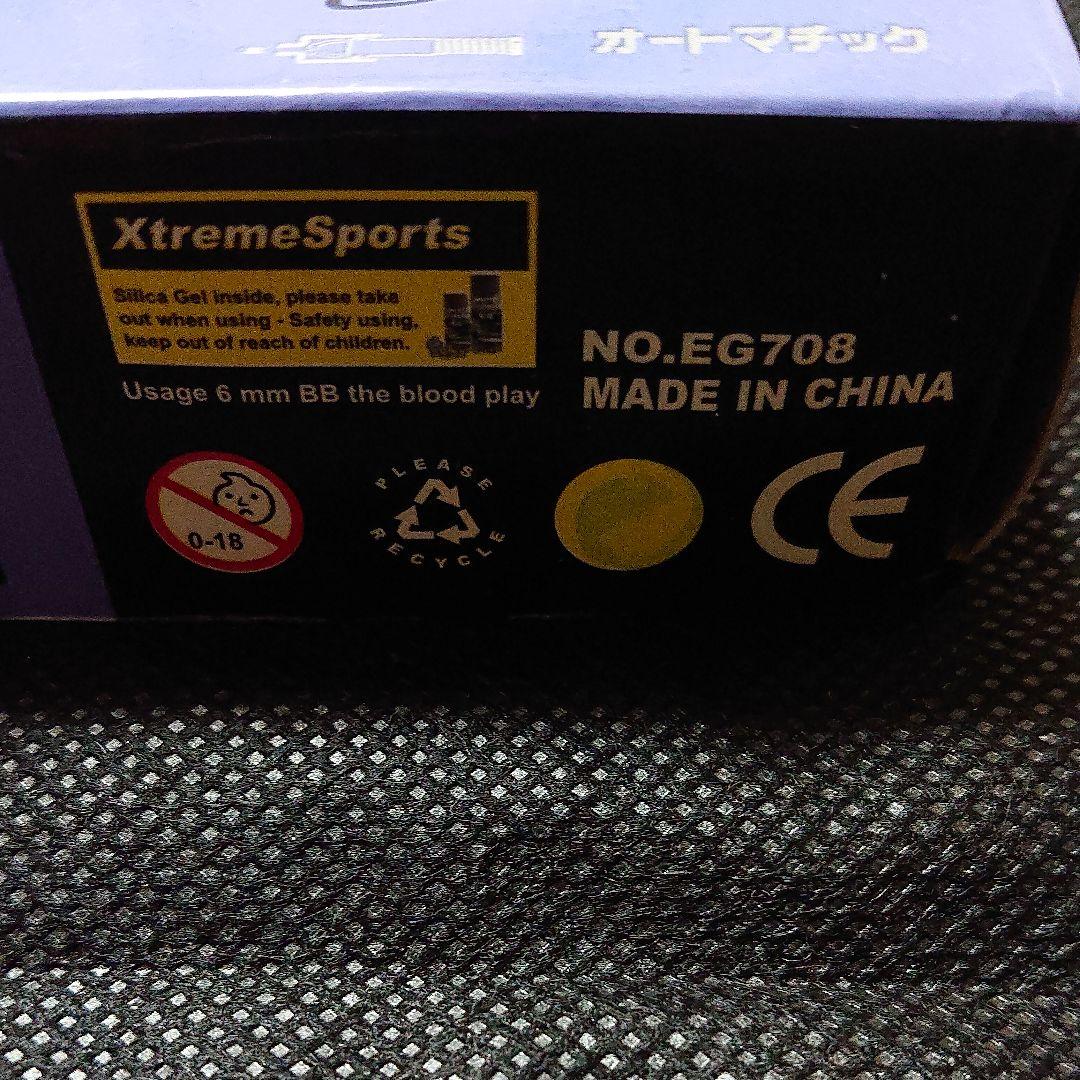 オートマチック
XtremeSports
Silica Gel inside, please take
out when using - Safety using,
keep out of reach of children.
Usage 6 mm BB the blood play
NO.EG708
MADE IN CHINA
0-18
PLEASE
RECYCLE
CE